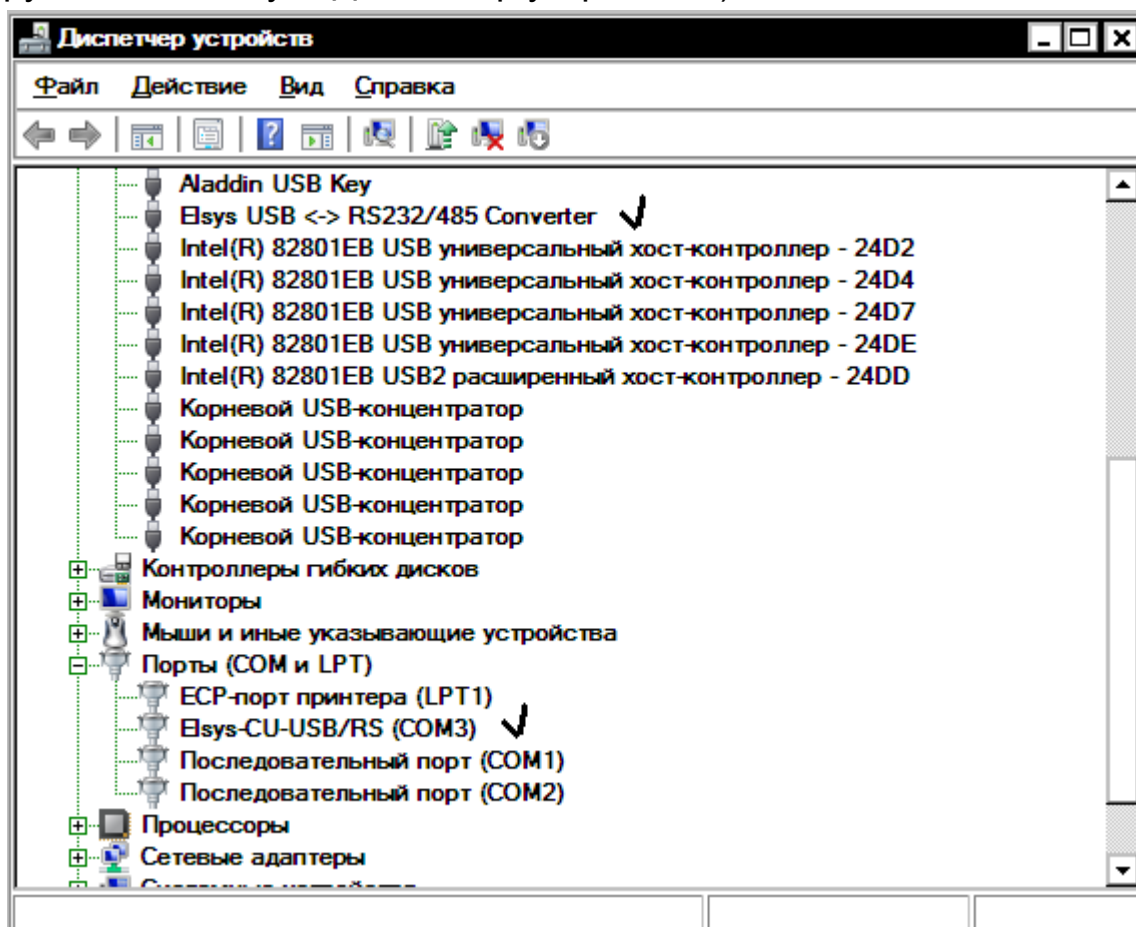 Диспетчер устройств
Файл Действие Вид Справка
Aladdin USB Key
Elsys USB <-> RS232/485 Converter
Intel(R) 82801EB USB универсальный хост-контроллер - 24D2
Intel(R) 82801EB USB универсальный хост-контроллер - 24D4
Intel(R) 82801EB USB универсальный хост-контроллер - 24D7
Intel(R) 82801EB USB универсальный хост-контроллер - 24DE
Intel(R) 82801EB USB2 расширенный хост-контроллер - 24DD
Корневой USB-концентратор
Корневой USB-концентратор
Корневой USB-концентратор
Корневой USB-концентратор
Корневой USB-концентратор
Контроллеры гибких дисков
Мониторы
Мыши и иные указывающие устройства
Порты (COM и LPT)
ECP-порт принтера (LPT1)
Elsys-CU-USB/RS (COM3)
Последовательный порт (COM1)
Последовательный порт (COM2)
Процессоры
Сетевые адаптеры